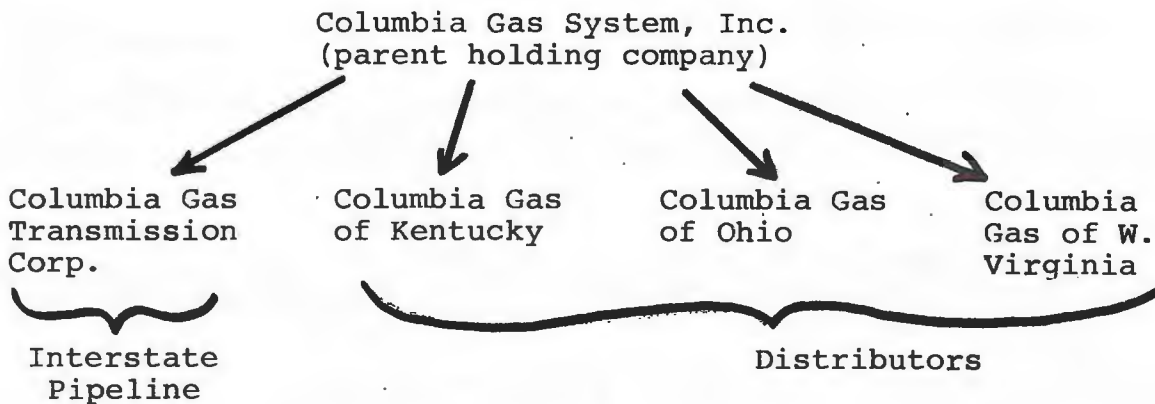 Columbia Gas System, Inc.
(parent holding company)
Columbia Gas
Transmission
Corp.
Columbia Gas
of Kentucky
Columbia Gas
of Ohio
Columbia
Gas of W.
Virginia
Interstate
Pipeline
Distributors